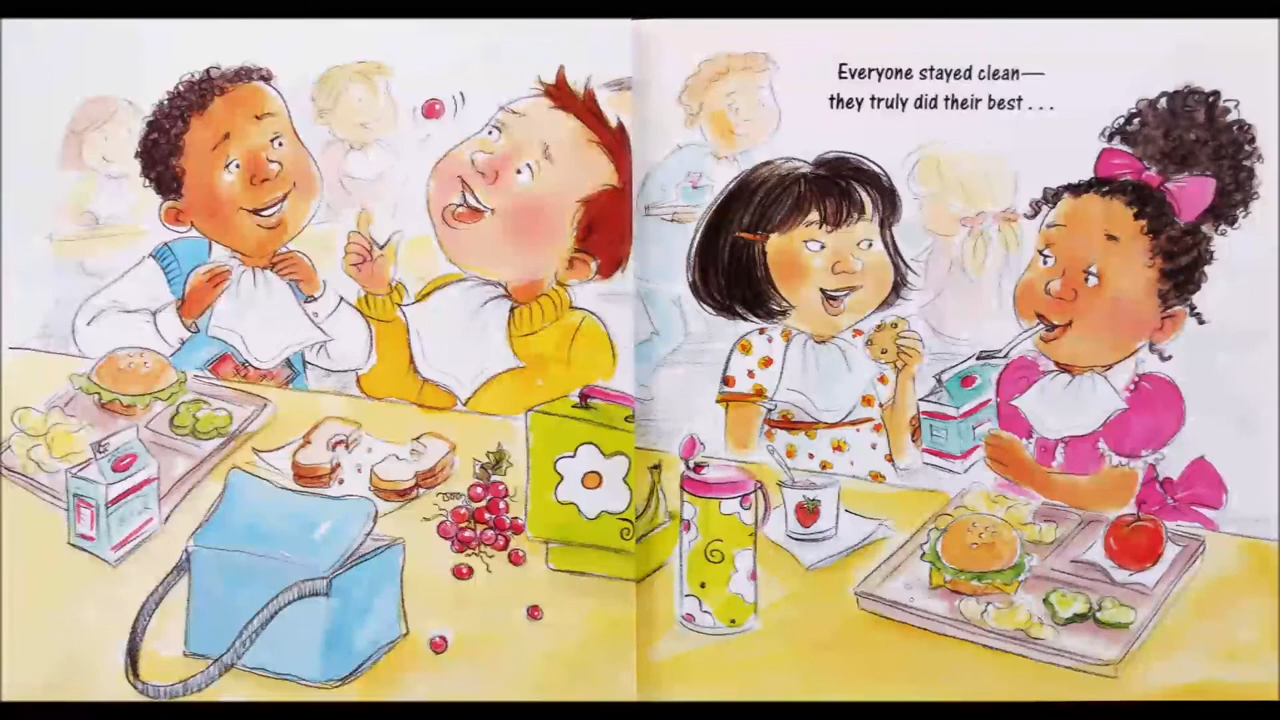 Everyone stayed clean—
they truly did their best . . .